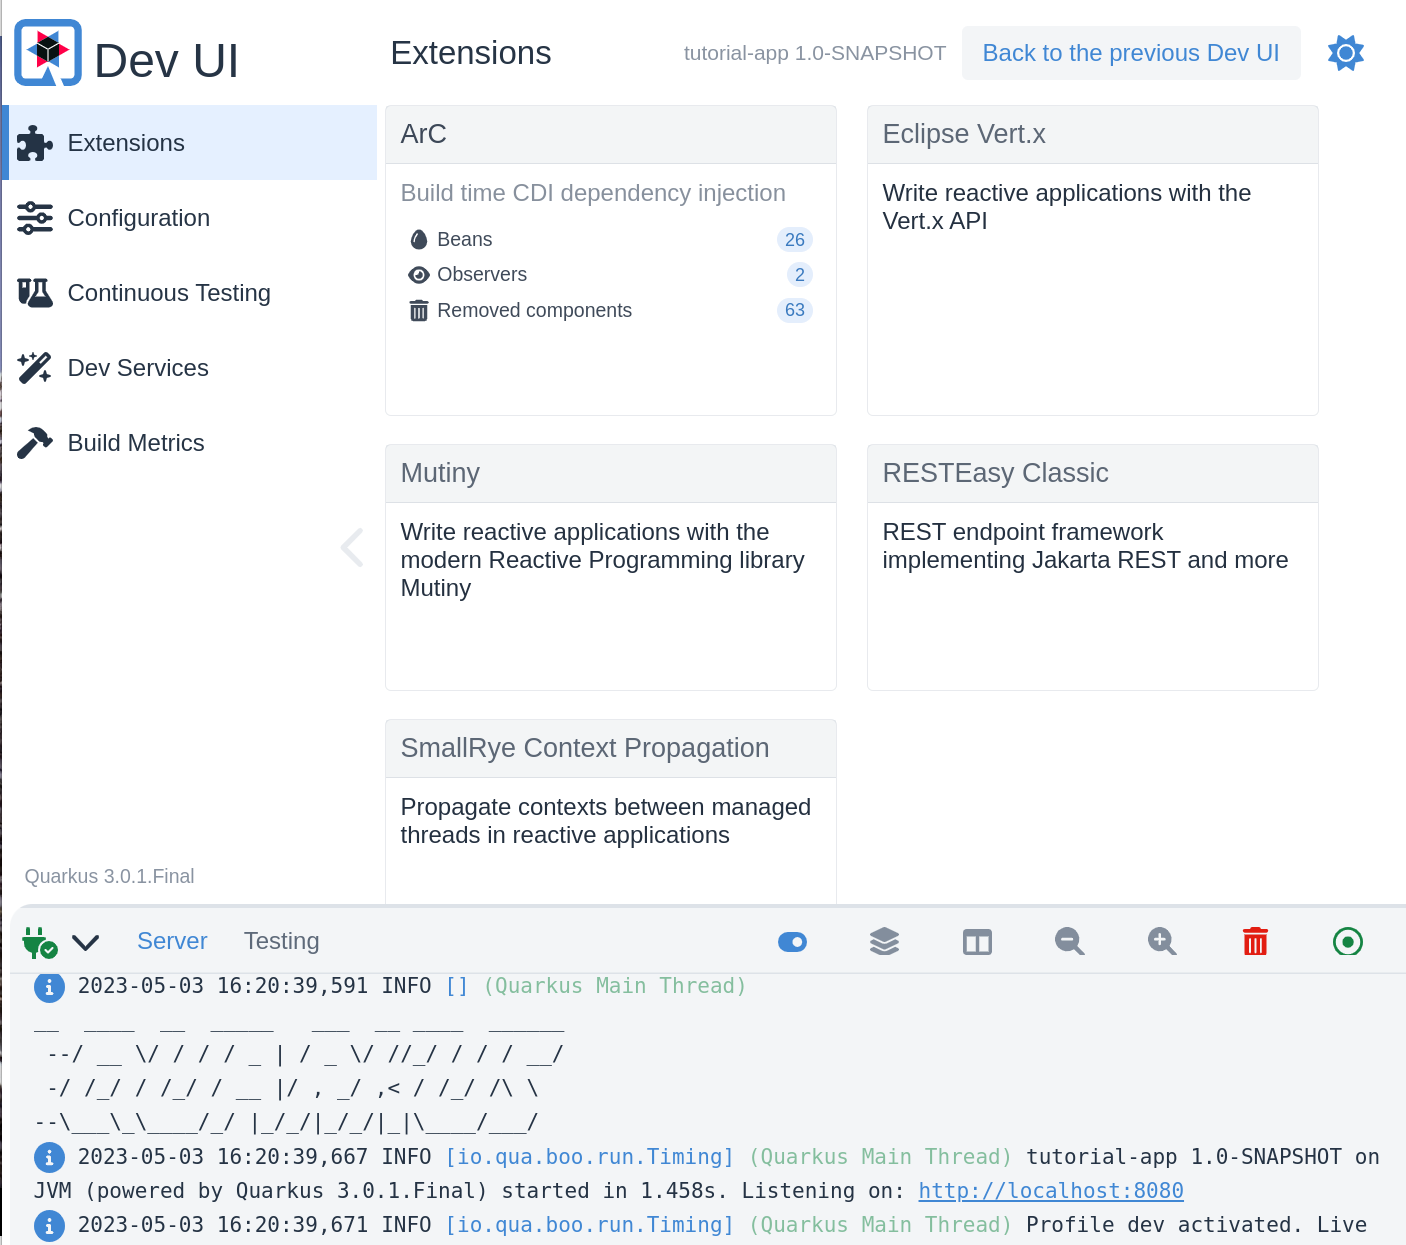 Dev UI
Extensions
tutorial-app 1.0-SNAPSHOT
Back to the previous Dev UI
Extensions
Configuration
Continuous Testing
Dev Services
Build Metrics
Quarkus 3.0.1.Final
ArC
Build time CDI dependency injection
Beans 26
Observers 2
Removed components 63
Eclipse Vert.x
Write reactive applications with the
Vert.x API
Mutiny
Write reactive applications with the
modern Reactive Programming library
Mutiny
RESTEasy Classic
REST endpoint framework
implementing Jakarta REST and more
SmallRye Context Propagation
Propagate contexts between managed
threads in reactive applications
Server
Testing
2023-05-03 16:20:39,591 INFO [] (Quarkus Main Thread)
__  ____  __  _____   ___  __ ____  ______
 --/ __ \/ / / / _ | / _ \/ //_/ / / / __/
 -/ /_/ / /_/ / __ |/ , _/ ,< / /_/ /\ \
--\___\_\____/_/ |_/_/|_/_/|_|\____/___/
2023-05-03 16:20:39,667 INFO [io.qua.boo.run.Timing] (Quarkus Main Thread) tutorial-app 1.0-SNAPSHOT on
JVM (powered by Quarkus 3.0.1.Final) started in 1.458s. Listening on: http://localhost:8080
2023-05-03 16:20:39,671 INFO [io.qua.boo.run.Timing] (Quarkus Main Thread) Profile dev activated. Live